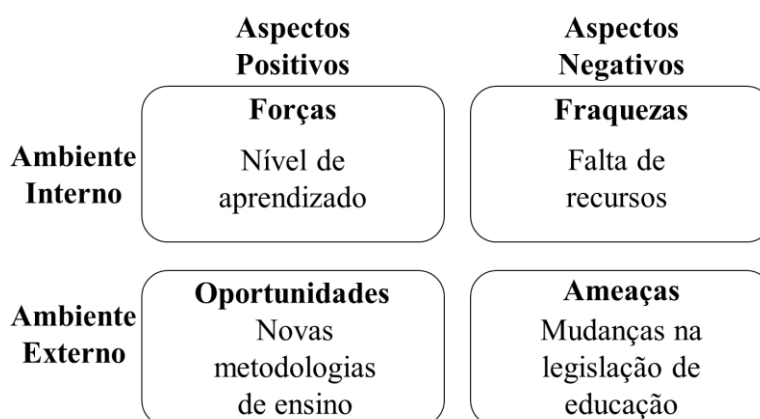 Aspectos Positivos
Aspectos Negativos
Ambiente Interno
Forças
Nível de
aprendizado
Fraquezas
Falta de
recursos
Ambiente Externo
Oportunidades
Novas
metodologias
de ensino
Ameaças
Mudanças na
legislação de
educação